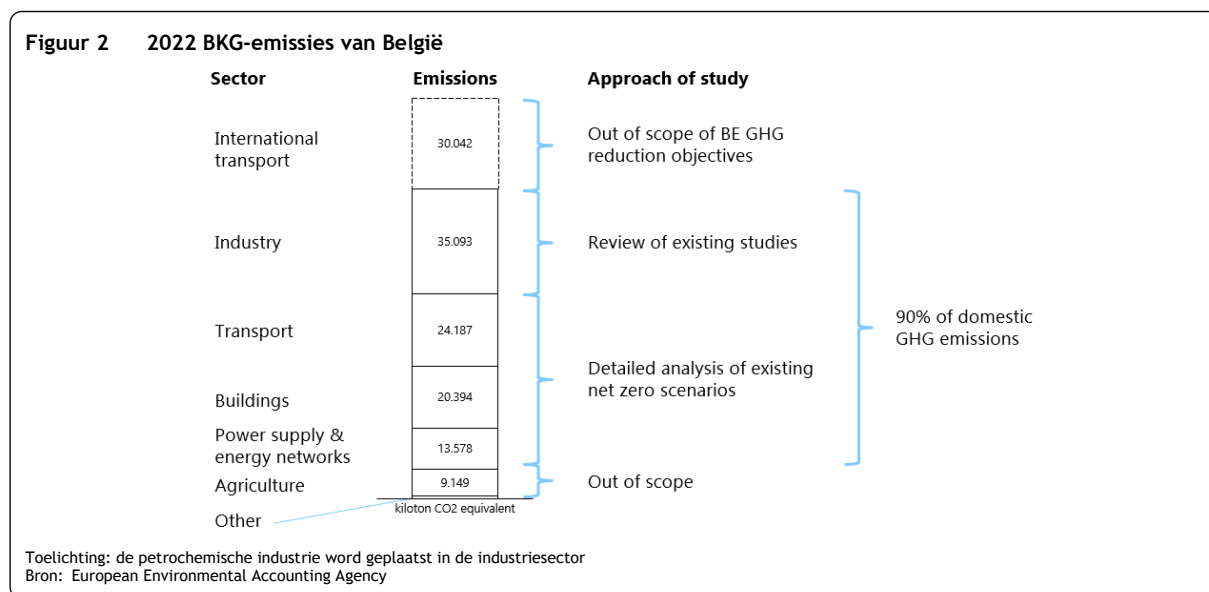 Figuur 2 2022 BKG-emissies van België
Sector Emissions Approach of study
International
transport
30.042
Out of scope of BE GHG
reduction objectives
Industry
35.093
Review of existing studies
Transport
24.187
90% of domestic
GHG emissions
Detailed analysis of existing
net zero scenarios
Buildings
20.394
Power supply &
energy networks
13.578
Agriculture
9.149
Out of scope
kiloton CO2 equivalent
Other
Toelichting: de petrochemische industrie word geplaatst in de industriesector
Bron: European Environmental Accounting Agency